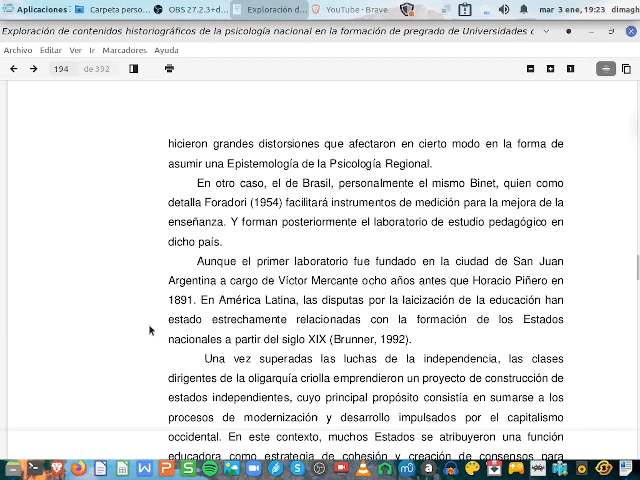 Aplicaciones
Carpeta perso...
OBS 27.2.3+d...
Exploración d...
YouTube - Brave
mar 3 ene, 19:23
dimagh
Exploración de contenidos historiográficos de la psicología nacional en la formación de pregrado de Universidades c
Archivo Editar Ver Ir Marcadores Ayuda
194 de 392
hicieron grandes distorsiones que afectaron en cierto modo en la forma de
asumir una Epistemología de la Psicología Regional.
En otro caso, el de Brasil, personalmente el mismo Binet, quien como
detalla Foradori (1954) facilitará instrumentos de medición para la mejora de la
enseñanza. Y forman posteriormente el laboratorio de estudio pedagógico en
dicho país.
Aunque el primer laboratorio fue fundado en la ciudad de San Juan
Argentina a cargo de Víctor Mercante ocho años antes que Horacio Piñero en
1891. En América Latina, las disputas por la laicización de la educación han
estado estrechamente relacionadas con la formación de los Estados
nacionales a partir del siglo XIX (Brunner, 1992).
Una vez superadas las luchas de la independencia, las clases
dirigentes de la oligarquía criolla emprendieron un proyecto de construcción de
estados independientes, cuyo principal propósito consistía en sumarse a los
procesos de modernización y desarrollo impulsados por el capitalismo
occidental. En este contexto, muchos Estados se atribuyeron una función
educadora como estrategia de cohesión y creación de consensos para